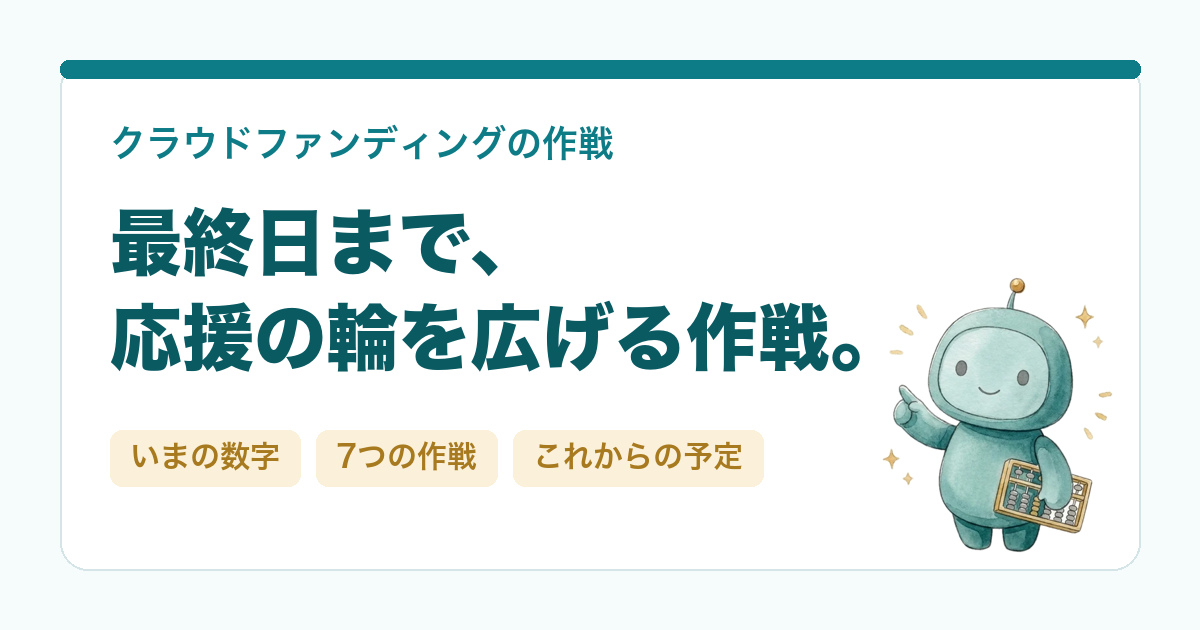 クラウドファンディングの作戦
最終日まで、
応援の輪を広げる作戦。
いまの数字
7つの作戦
これからの予定